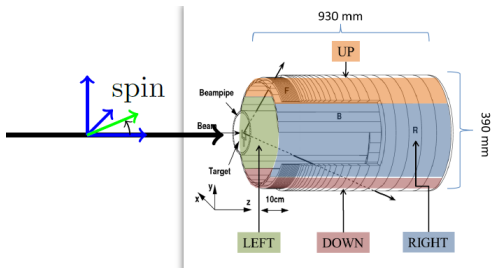 930 mm
UP
spin
Beampipe
F
B
R
Beam
390 mm
Target
y
x
z
10cm
LEFT
DOWN
RIGHT